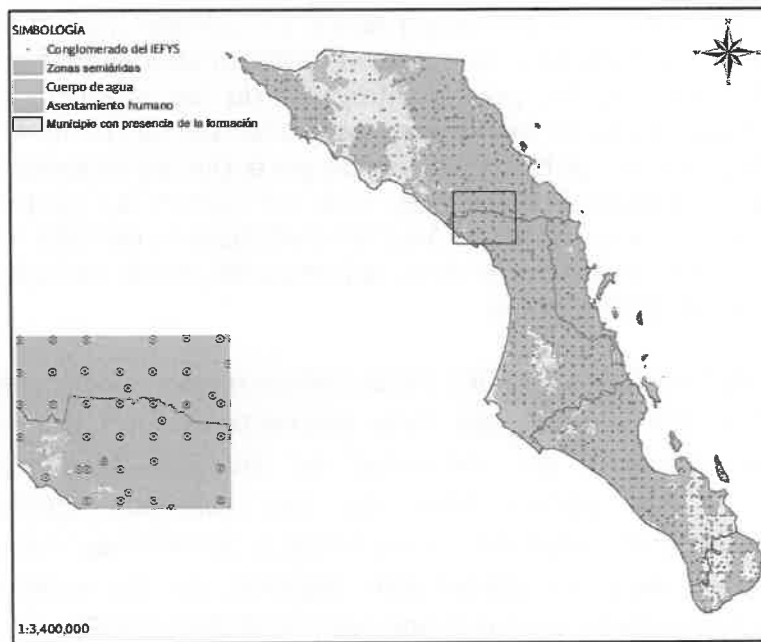 SIMBOLOGÍA
Conglomerado del IEFYS
Zonas semiáridas
Cuerpo de agua
Asentamiento humano
Municipio con presencia de la formación
N
1:3,400,000